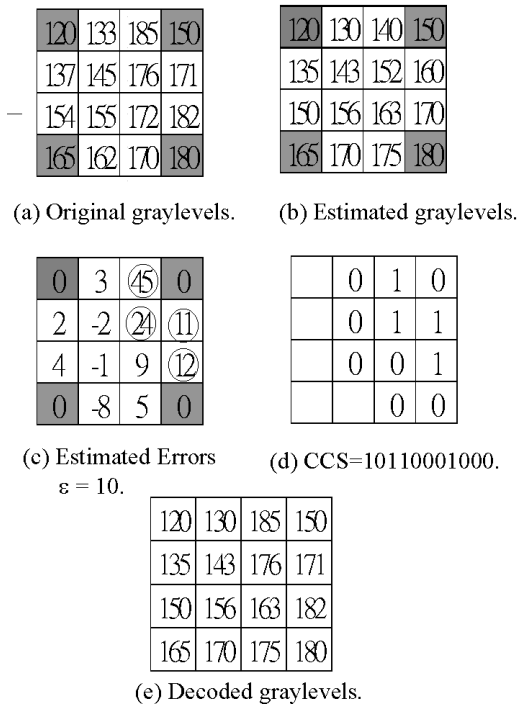 120 133 185 150 120 130 140 150
137 145 176 171 135 143 152 160
154 155 172 182 150 156 163 170
165 162 170 180 165 170 175 180
(a) Original graylevels. (b) Estimated graylevels.
0 3 45 0 0 1 0
2 -2 24 11 0 1 1
4 -1 9 12 0 0 1
0 -8 5 0 0 0
(c) Estimated Errors (d) CCS=10110001000.
ε = 10.
120 130 185 150
135 143 176 171
150 156 163 182
165 170 175 180
(e) Decoded graylevels.